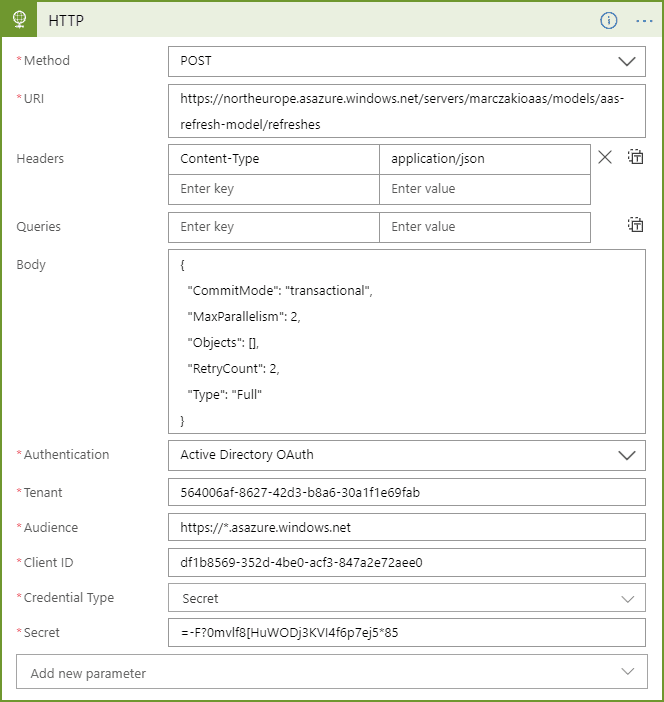 HTTP
* Method
POST
* URI
https://northeurope.asazure.windows.net/servers/marczakioaas/models/aas-
refresh-model/refreshes
Headers
Content-Type
application/json
Enter key
Enter value
Queries
Enter key
Enter value
Body
{
"CommitMode": "transactional",
"MaxParallelism": 2,
"Objects": [],
"RetryCount": 2,
"Type": "Full"
}
* Authentication
Active Directory OAuth
* Tenant
564006af-8627-42d3-b8a6-30a1f1e69fab
* Audience
https://*.asazure.windows.net
* Client ID
df1b8569-352d-4be0-acf3-847a2e72aee0
* Credential Type
Secret
* Secret
=-F?0mvlf8[HuWODj3KVI4f6p7ej5*85
Add new parameter